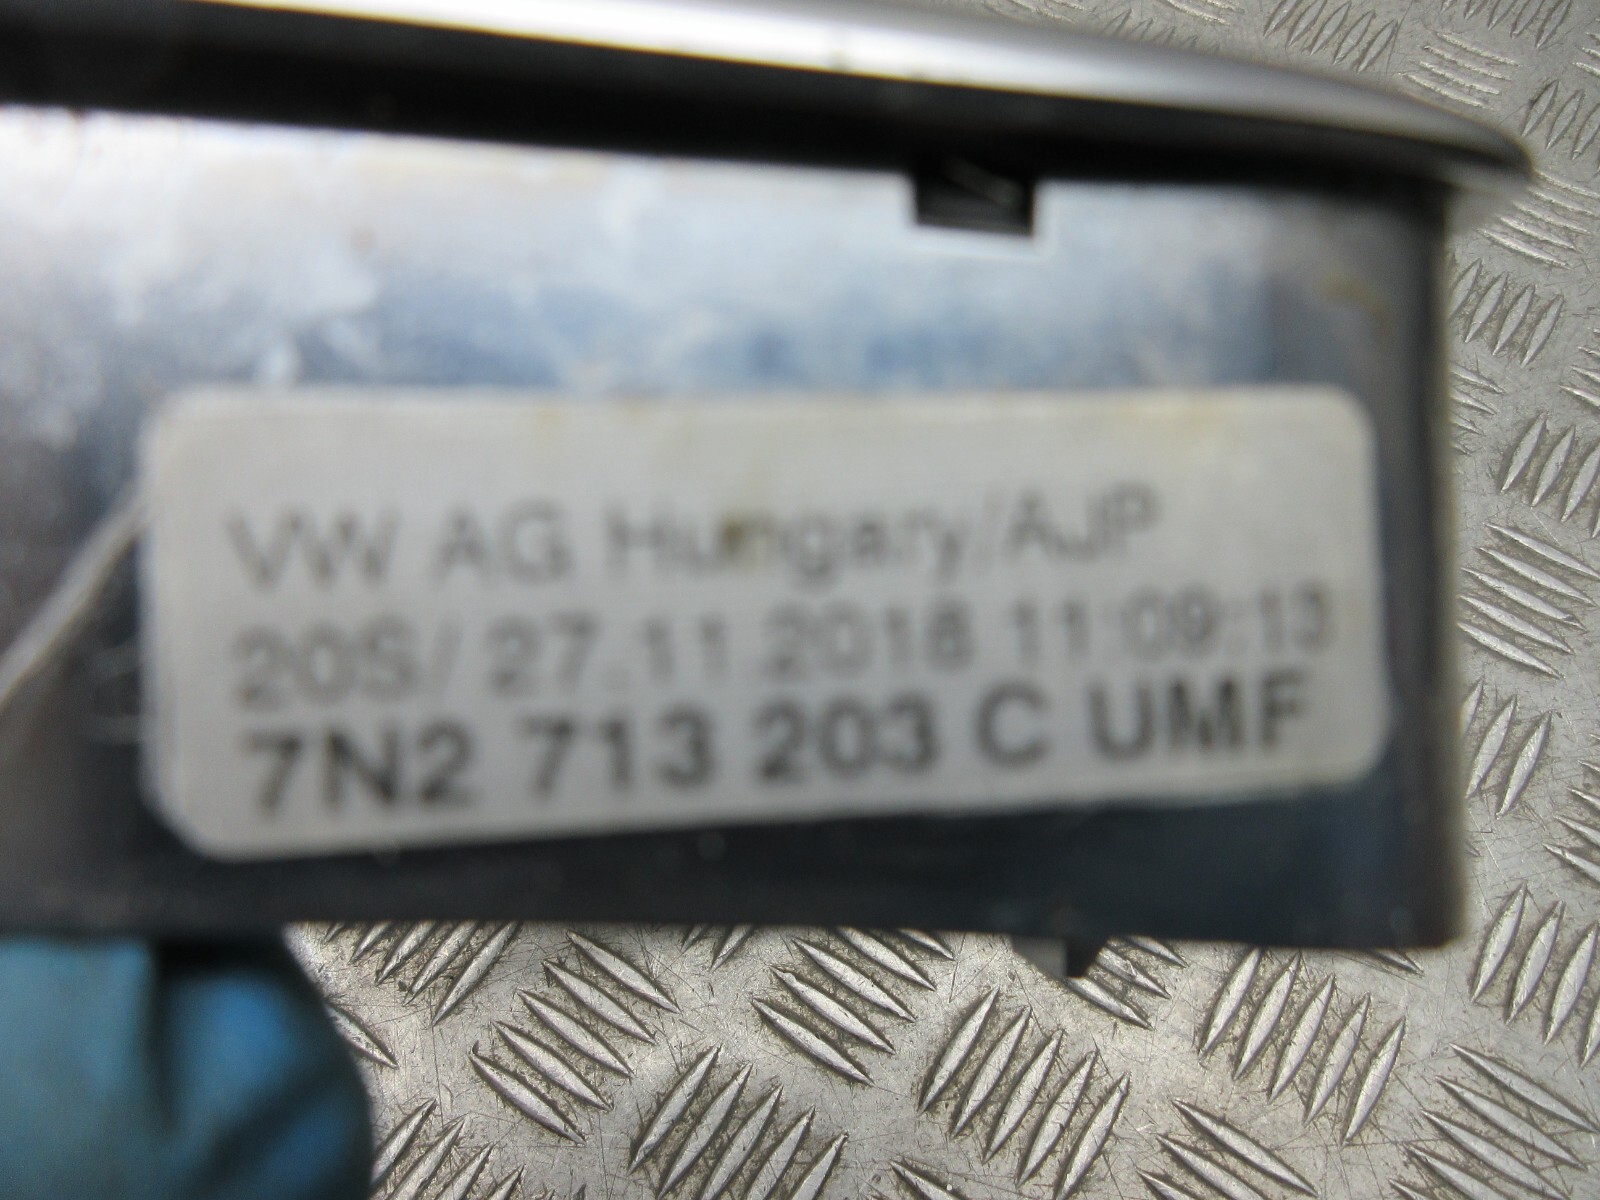 VW AG Hungary/AJP
20S/ 27.11.2018 11:09:13
7N2 713 203 C UMF